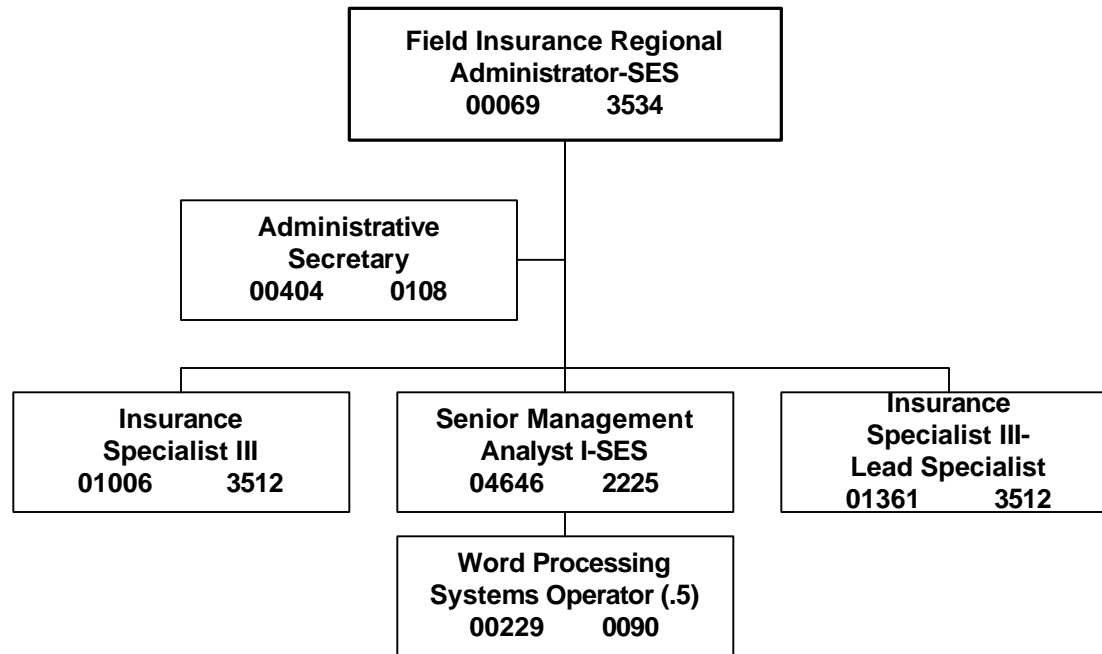 Field Insurance Regional
Administrator-SES
00069 3534
Administrative
Secretary
00404 0108
Insurance
Specialist III
01006 3512
Senior Management
Analyst I-SES
04646 2225
Insurance
Specialist III-
Lead Specialist
01361 3512
Word Processing
Systems Operator (.5)
00229 0090